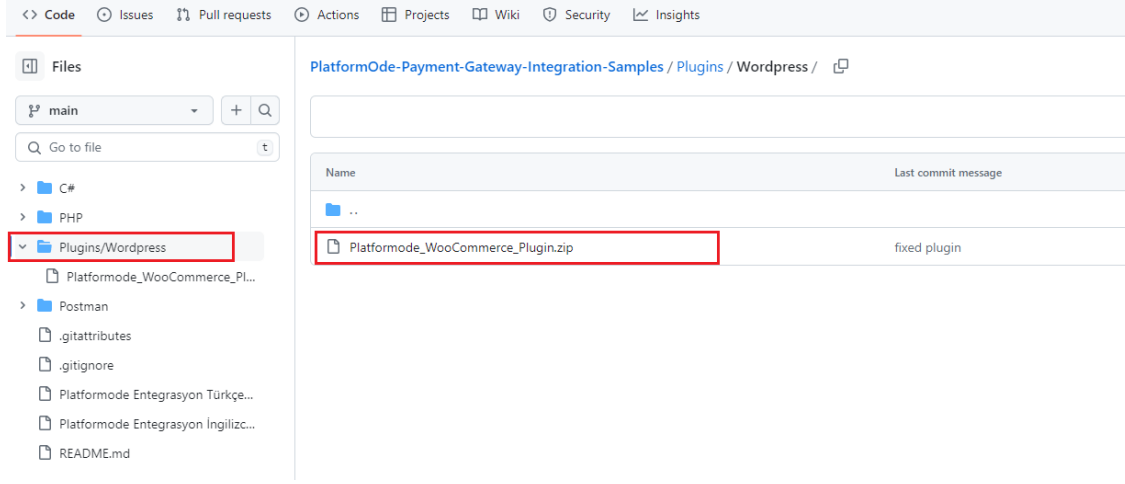 Code Issues Pull requests Actions Projects Wiki Security Insights
Files
main
Go to file t
C#
PHP
Plugins/Wordpress
Platformode_WooCommerce_Pl...
Postman
.gitattributes
.gitignore
Platformode Entegrasyon Türkçe...
Platformode Entegrasyon İngilizc...
README.md
PlatformOde-Payment-Gateway-Integration-Samples / Plugins / Wordpress /
Name Last commit message
..
Platformode_WooCommerce_Plugin.zip fixed plugin